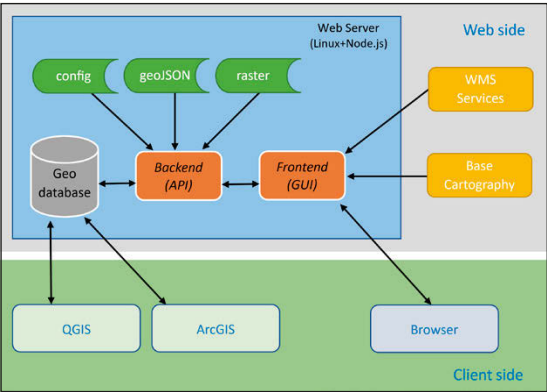 Web Server
(Linux+Node.js)
Web side
config
geoJSON
raster
WMS
Services
Geo
database
Backend
(API)
Frontend
(GUI)
Base
Cartography
QGIS
ArcGIS
Browser
Client side